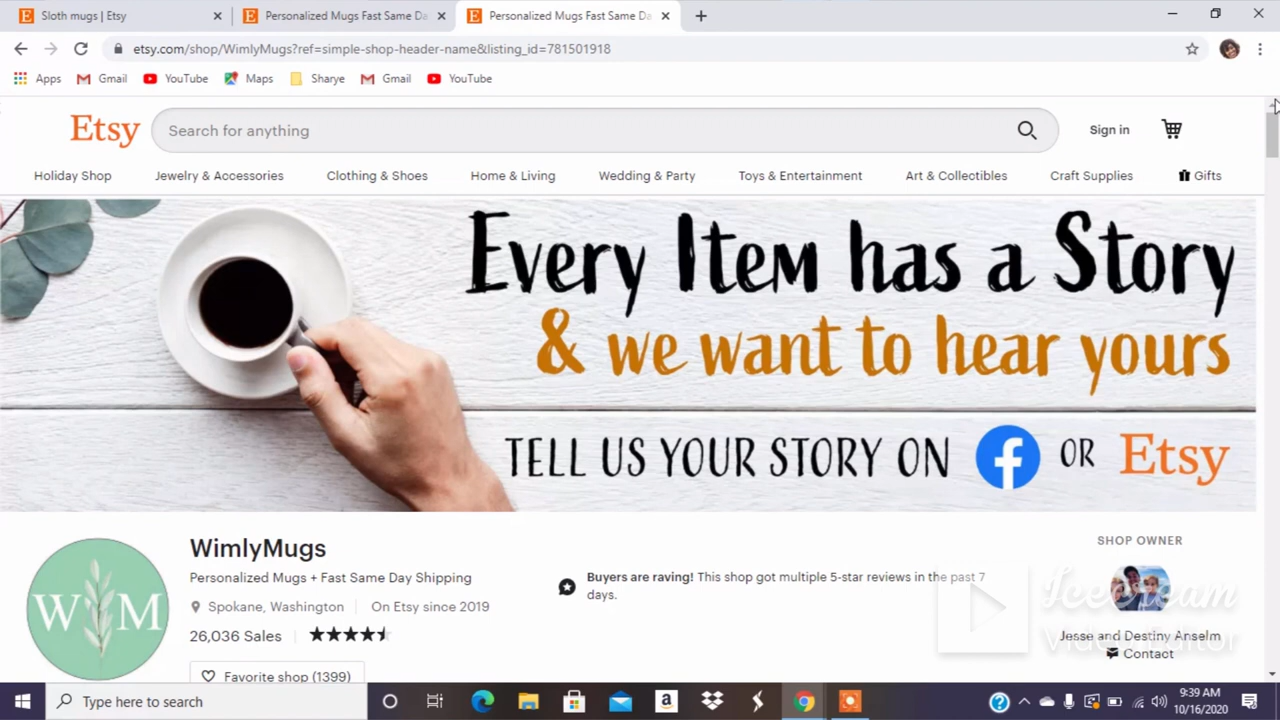 Sloth mugs | Etsy
Personalized Mugs Fast Same Da
Personalized Mugs Fast Same Da
etsy.com/shop/WimlyMugs?ref=simple-shop-header-name&listing_id=781501918
Apps Gmail YouTube Maps Sharye Gmail YouTube
Etsy Search for anything Sign in
Holiday Shop Jewelry & Accessories Clothing & Shoes Home & Living Wedding & Party Toys & Entertainment Art & Collectibles Craft Supplies Gifts
Every Item has a Story
& we want to hear yours
TELL US YOUR STORY ON f OR Etsy
WimlyMugs
Personalized Mugs + Fast Same Day Shipping
Spokane, Washington On Etsy since 2019
26,036 Sales
Favorite shop (1399)
W M
Buyers are raving! This shop got multiple 5-star reviews in the past 7
days.
SHOP OWNER
Jesse and Destiny Anselm
Contact
Icecream
Video Editor
Type here to search
a
9:39 AM
10/16/2020